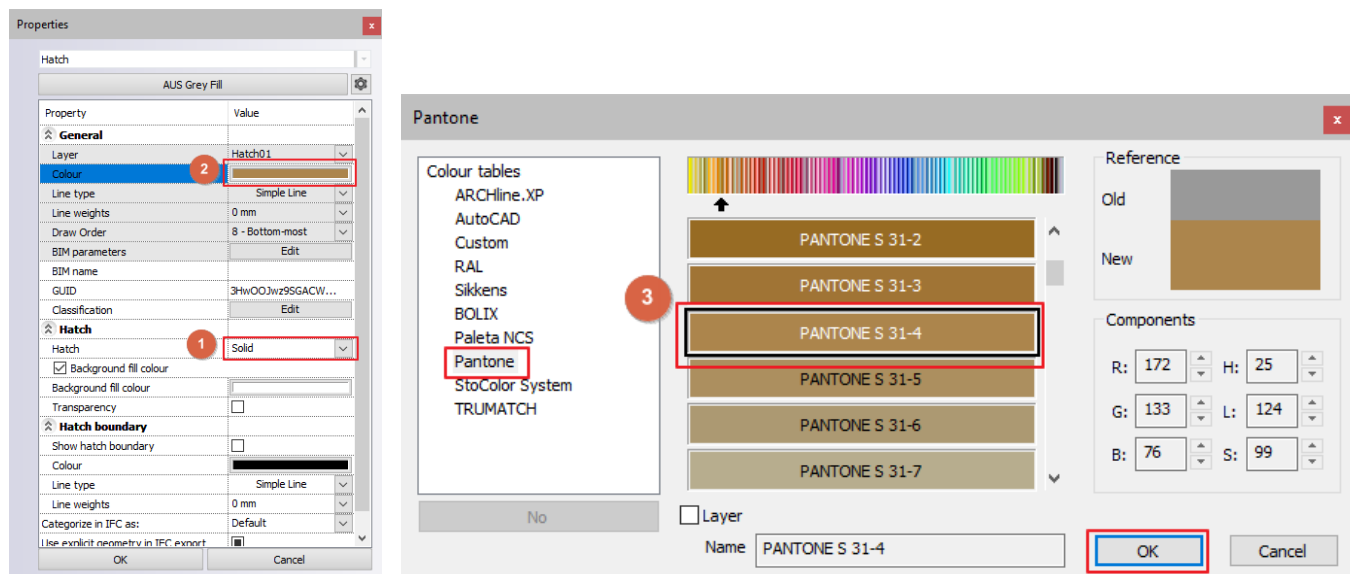 Properties
x
Hatch
AUS Grey Fill
Property Value
General
Layer Hatch01
Colour
2
Line type Simple Line
Line weights 0 mm
Draw Order 8 - Bottom-most
BIM parameters Edit
BIM name
GUID 3HwOOJwz9SGACW...
Classification Edit
Hatch
Hatch Solid
1
Background fill colour
Background fill colour
Transparency
Hatch boundary
Show hatch boundary
Colour
Line type Simple Line
Line weights 0 mm
Categorize in IFC as: Default
Use explicit geometry in IFC export
OK Cancel
Pantone
x
Colour tables
ARCHline.XP
AutoCAD
Custom
RAL
Sikkens
BOLIX
Paleta NCS
Pantone
StoColor System
TRUMATCH
No
PANTONE S 31-2
PANTONE S 31-3
3
PANTONE S 31-4
PANTONE S 31-5
PANTONE S 31-6
PANTONE S 31-7
Layer
Name PANTONE S 31-4
Reference
Old
New
Components
R: 172 H: 25
G: 133 L: 124
B: 76 S: 99
OK Cancel